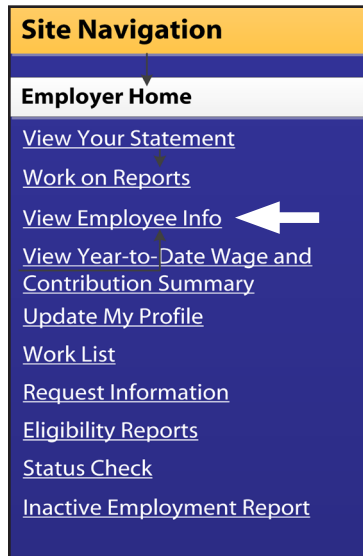 Site Navigation
Employer Home
View Your Statement
Work on Reports
View Employee Info
View Year-to-Date Wage and
Contribution Summary
Update My Profile
Work List
Request Information
Eligibility Reports
Status Check
Inactive Employment Report